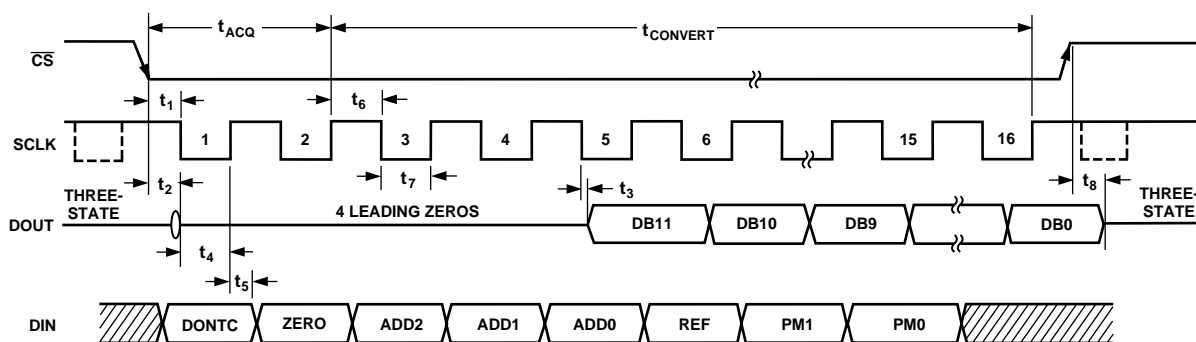 tACQ tCONVERT
CS
t1 t6
SCLK 1 2 3 4 5 6 15 16
t2 t7 t3 t8
THREE-
STATE
4 LEADING ZEROS
THREE-
STATE
DOUT DB11 DB10 DB9 DB0
t4
t5
DIN DONTC ZERO ADD2 ADD1 ADD0 REF PM1 PM0